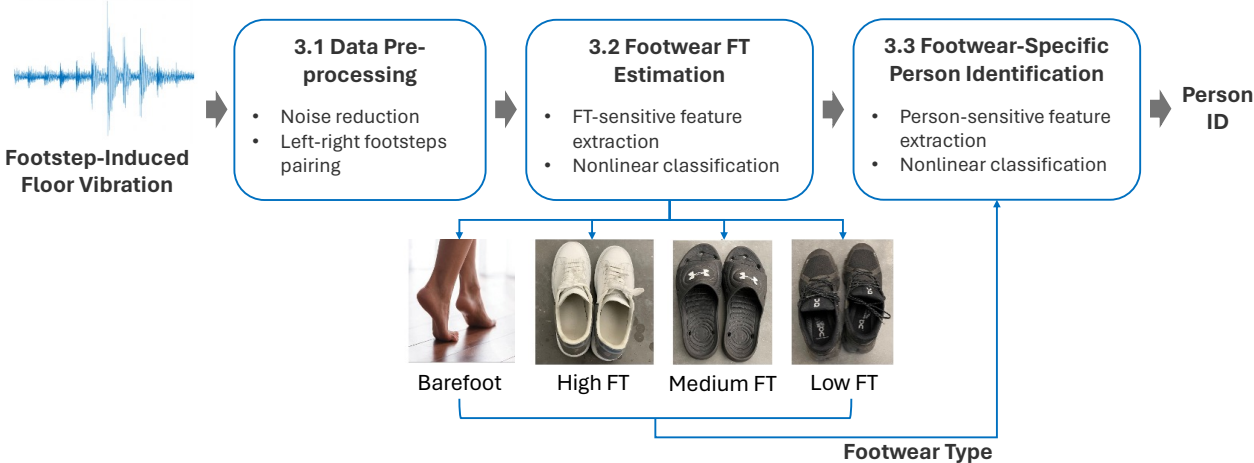 Footstep-Induced
Floor Vibration
3.1 Data Pre-
processing
• Noise reduction
• Left-right footsteps
pairing
3.2 Footwear FT
Estimation
• FT-sensitive feature
extraction
• Nonlinear classification
3.3 Footwear-Specific
Person Identification
• Person-sensitive feature
extraction
• Nonlinear classification
Person
ID
Barefoot
High FT
Medium FT
Low FT
Footwear Type